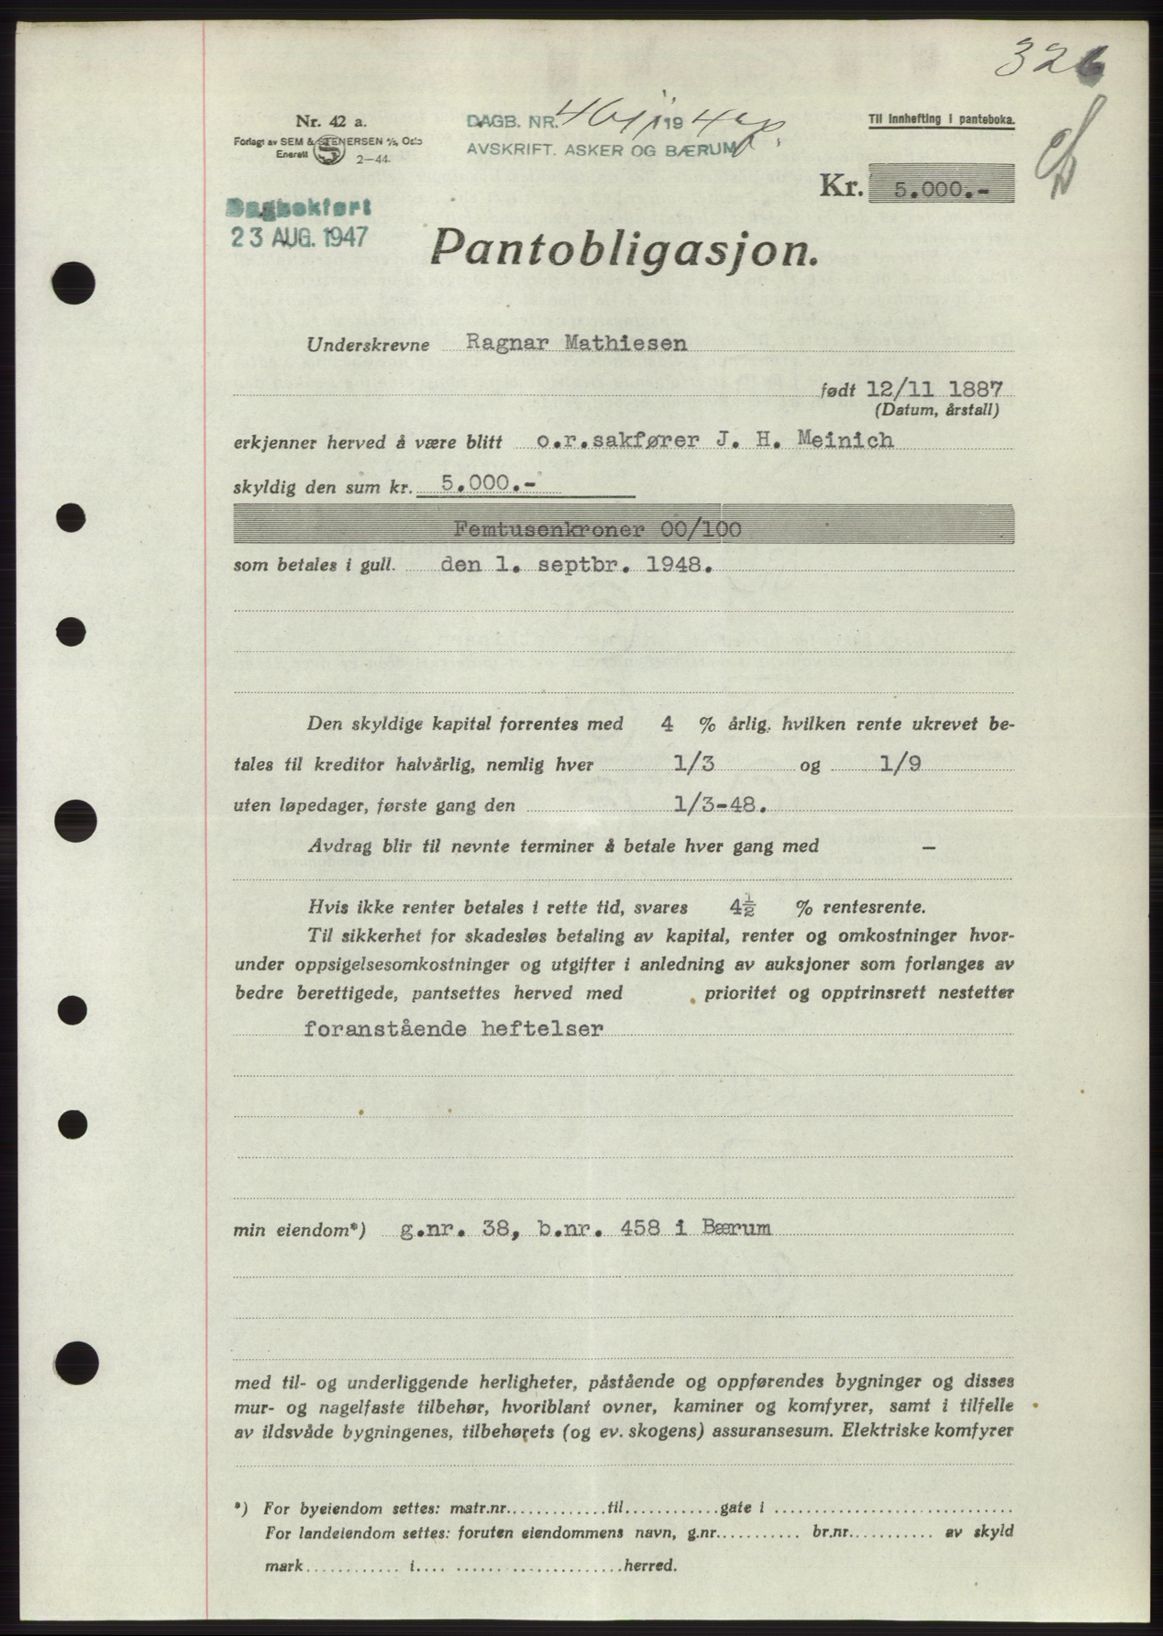 326
Nr. 42 a.
Forlagt av SEM & STENERSEN A/S, Oslo
Enerett
2-44
DAGB. NR. 194
AVSKRIFT. ASKER OG BÆRUM
Til innhefting i panteboka.
Kr. 5.000.-
Dagbokført
23 AUG. 1947
Pantobligasjon.
Underskrevne Ragnar Mathiesen
født 12/11 1887
(Datum, årstall)
erkjenner herved å være blitt o.r.sakfører J. H. Meinich
skyldig den sum kr. 5.000.-
Femtusenkroner 00/100
som betales i gull. den 1. septbr. 1948.
Den skyldige kapital forrentes med 4 % årlig, hvilken rente ukrevet be-
tales til kreditor halvårlig, nemlig hver 1/3 og 1/9
uten løpedager, første gang den 1/3-48.
Avdrag blir til nevnte terminer å betale hver gang med -
Hvis ikke renter betales i rette tid, svares 4½ % rentesrente.
Til sikkerhet for skadesløs betaling av kapital, renter og omkostninger hvor-
under oppsigelsesomkostninger og utgifter i anledning av auksjoner som forlanges av
bedre berettigede, pantsettes herved med prioritet og opptrinsrett nestetter
foranstående heftelser
min eiendom*) g.nr. 38, b.nr. 458 i Bærum
med til- og underliggende herligheter, påstående og oppførendes bygninger og disses
mur- og nagelfaste tilbehør, hvoriblant ovner, kaminer og komfyrer, samt i tilfelle
av ildsvåde bygningenes, tilbehørets (og ev. skogens) assuransesum. Elektriske komfyrer
*) For byeiendom settes: matr.nr.............til............gate i ..............................
For landeiendom settes: foruten eiendommens navn, g.nr........... br.nr........... av skyld
mark............ i.... .....................herred.